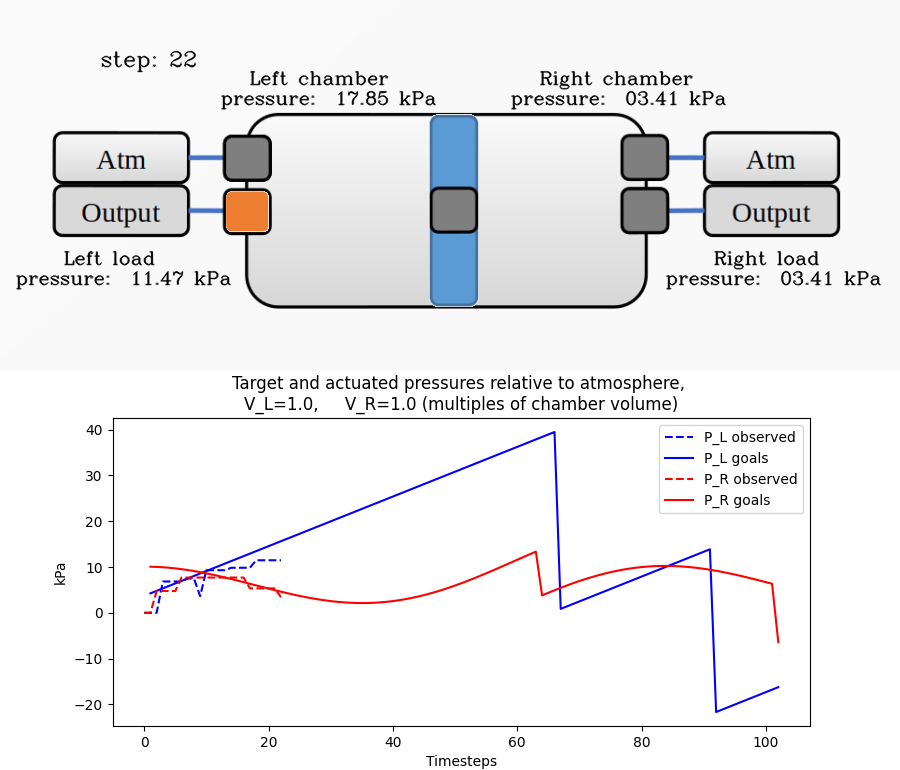 step: 22
Left chamber
pressure: 17.85 kPa
Right chamber
pressure: 03.41 kPa
Atm
Output
Atm
Output
Left load
pressure: 11.47 kPa
Right load
pressure: 03.41 kPa
Target and actuated pressures relative to atmosphere,
V_L=1.0, V_R=1.0 (multiples of chamber volume)
P_L observed
P_L goals
P_R observed
P_R goals
kPa
40
30
20
10
0
−10
−20
0 20 40 60 80 100
Timesteps